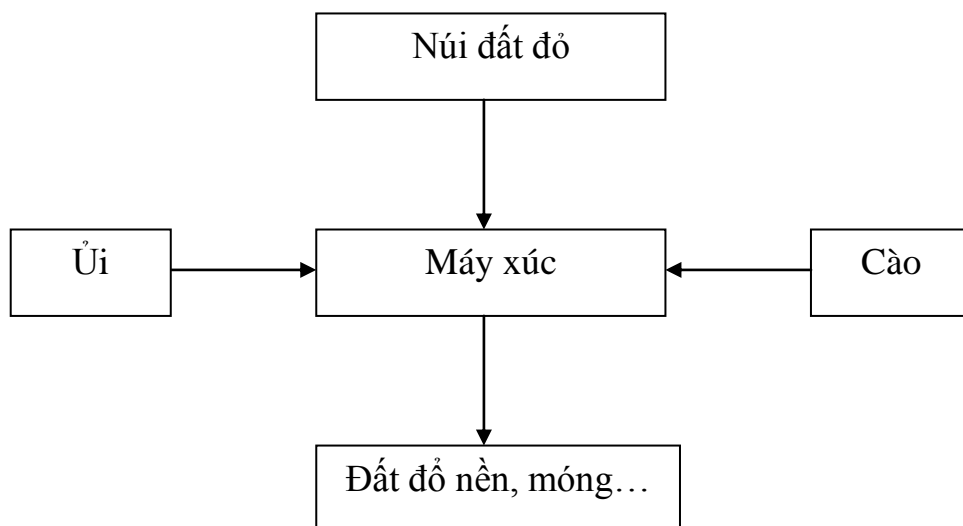 Núi đất đỏ
Ủi
Máy xúc
Cào
Đất đổ nền, móng…